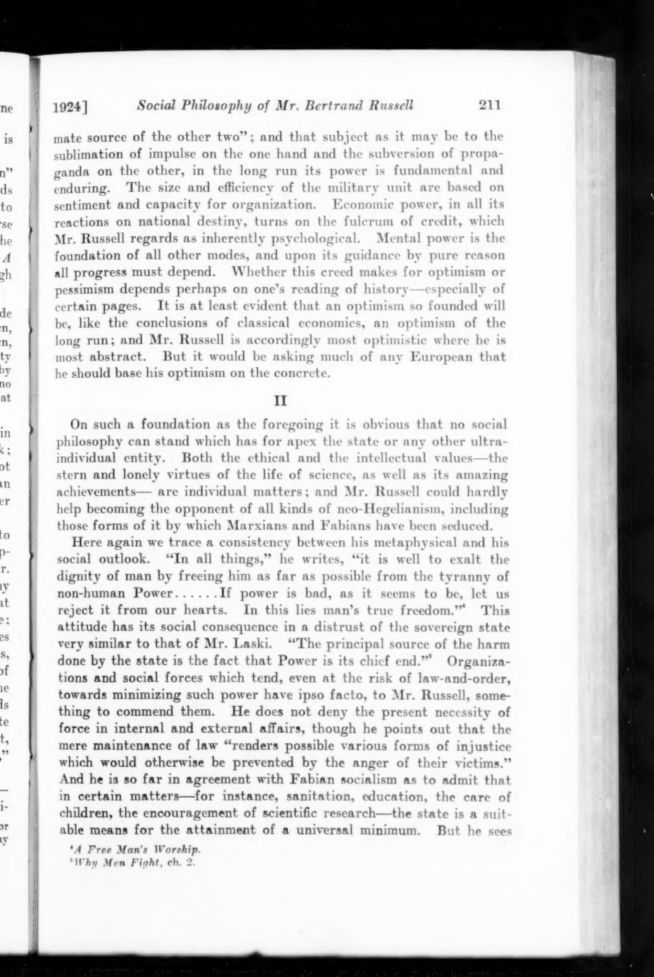 1924] Social Philosophy of Mr. Bertrand Russell 211
mate source of the other two"; and that subject as it may be to the
sublimation of impulse on the one hand and the subversion of propa-
ganda on the other, in the long run its power is fundamental and
enduring. The size and efficiency of the military unit are based on
sentiment and capacity for organization. Economic power, in all its
reactions on national destiny, turns on the fulcrum of credit, which
Mr. Russell regards as inherently psychological. Mental power is the
foundation of all other modes, and upon its guidance by pure reason
all progress must depend. Whether this creed makes for optimism or
pessimism depends perhaps on one's reading of history—especially of
certain pages. It is at least evident that an optimism so founded will
be, like the conclusions of classical economics, an optimism of the
long run; and Mr. Russell is accordingly most optimistic where he is
most abstract. But it would be asking much of any European that
he should base his optimism on the concrete.
II
On such a foundation as the foregoing it is obvious that no social
philosophy can stand which has for apex the state or any other ultra-
individual entity. Both the ethical and the intellectual values—the
stern and lonely virtues of the life of science, as well as its amazing
achievements— are individual matters; and Mr. Russell could hardly
help becoming the opponent of all kinds of neo-Hegelianism, including
those forms of it by which Marxians and Fabians have been seduced.
Here again we trace a consistency between his metaphysical and his
social outlook. "In all things," he writes, "it is well to exalt the
dignity of man by freeing him as far as possible from the tyranny of
non-human Power......If power is bad, as it seems to be, let us
reject it from our hearts. In this lies man's true freedom."⁴ This
attitude has its social consequence in a distrust of the sovereign state
very similar to that of Mr. Laski. "The principal source of the harm
done by the state is the fact that Power is its chief end."⁵ Organiza-
tions and social forces which tend, even at the risk of law-and-order,
towards minimizing such power have ipso facto, to Mr. Russell, some-
thing to commend them. He does not deny the present necessity of
force in internal and external affairs, though he points out that the
mere maintenance of law "renders possible various forms of injustice
which would otherwise be prevented by the anger of their victims."
And he is so far in agreement with Fabian socialism as to admit that
in certain matters—for instance, sanitation, education, the care of
children, the encouragement of scientific research—the state is a suit-
able means for the attainment of a universal minimum. But he sees
⁴A Free Man's Worship.
⁵Why Men Fight, ch. 2.